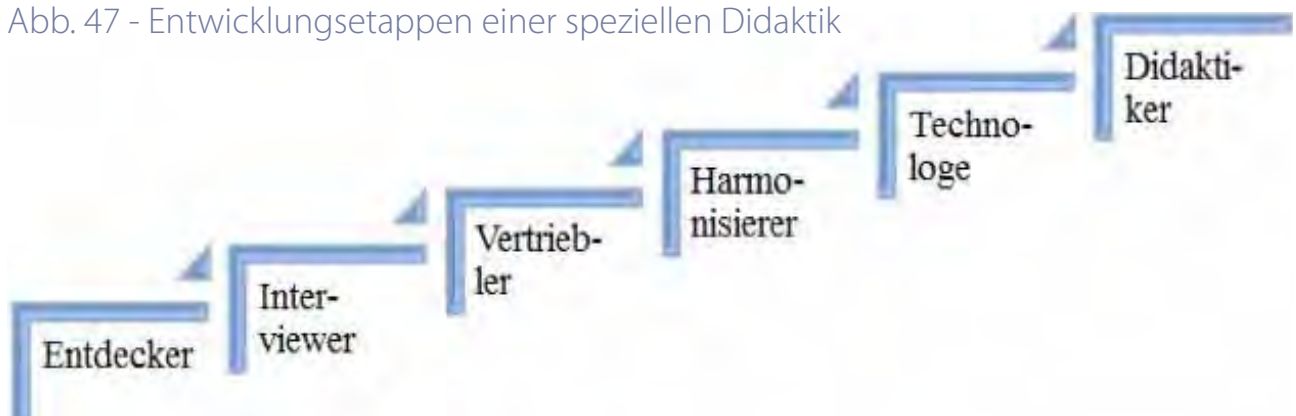 Abb. 47 - Entwicklungsetappen einer speziellen Didaktik
Entdecker
Inter-
viewer
Vertrieb-
ler
Harmo-
nisierer
Techno-
loge
Didakti-
ker